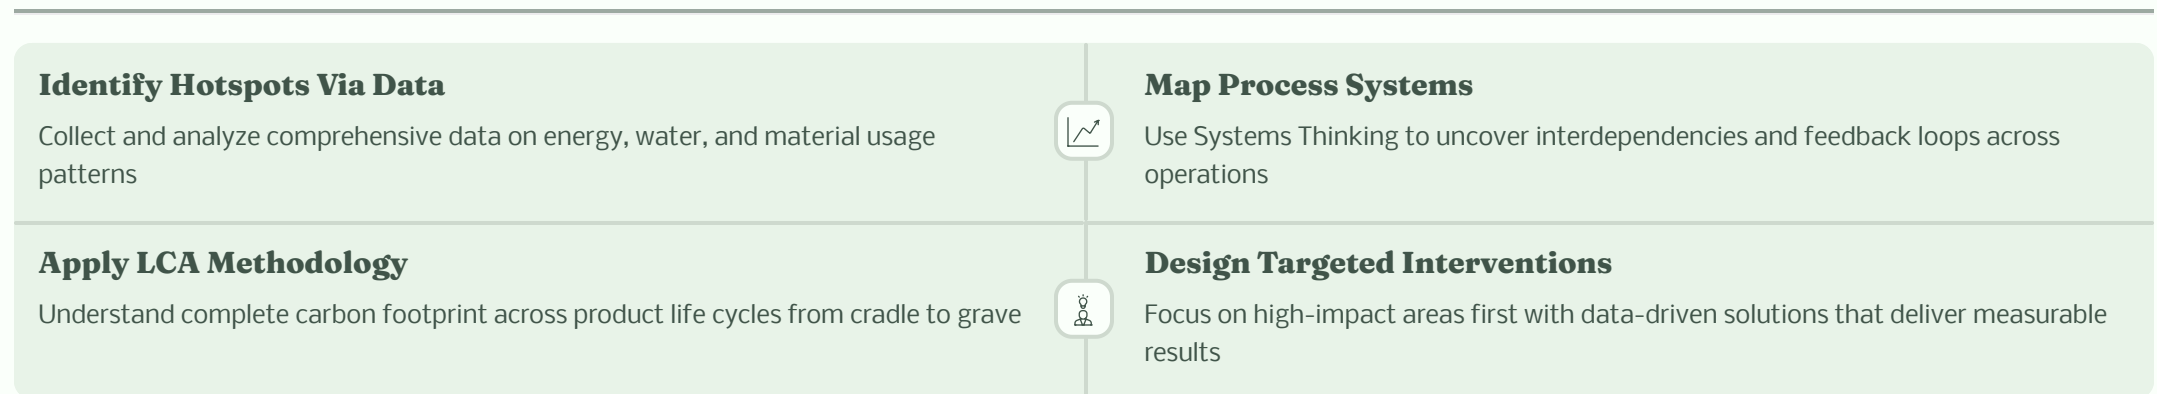 Identify Hotspots Via Data
Collect and analyze comprehensive data on energy, water, and material usage
patterns
Map Process Systems
Use Systems Thinking to uncover interdependencies and feedback loops across
operations
Apply LCA Methodology
Understand complete carbon footprint across product life cycles from cradle to grave
Design Targeted Interventions
Focus on high-impact areas first with data-driven solutions that deliver measurable
results